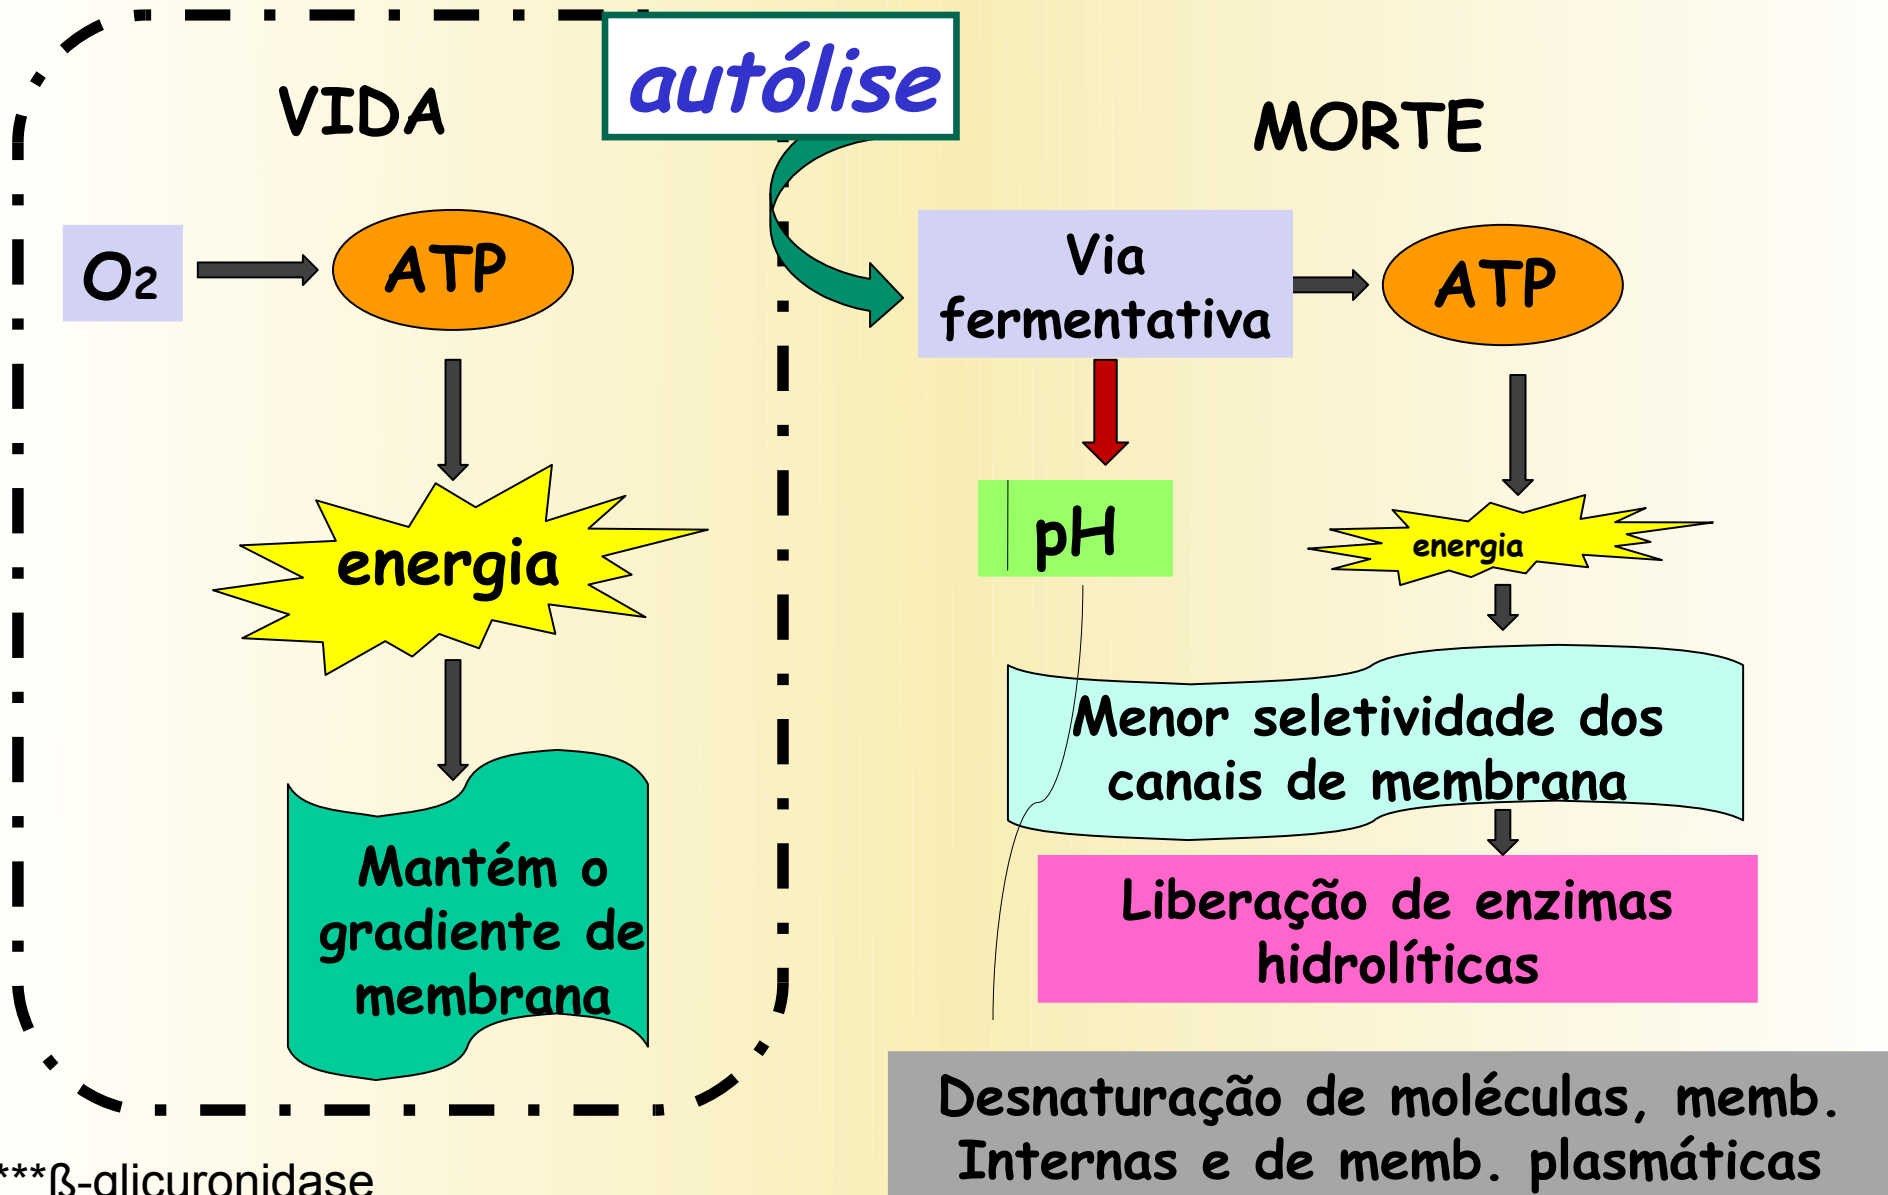 autólise
VIDA
O2
ATP
energia
Mantém o
gradiente de
membrana
***ß-glicuronidase
MORTE
Via
fermentativa
ATP
pH
energia
Menor seletividade dos
canais de membrana
Liberação de enzimas
hidrolíticas
Desnaturação de moléculas, memb.
Internas e de memb. plasmáticas